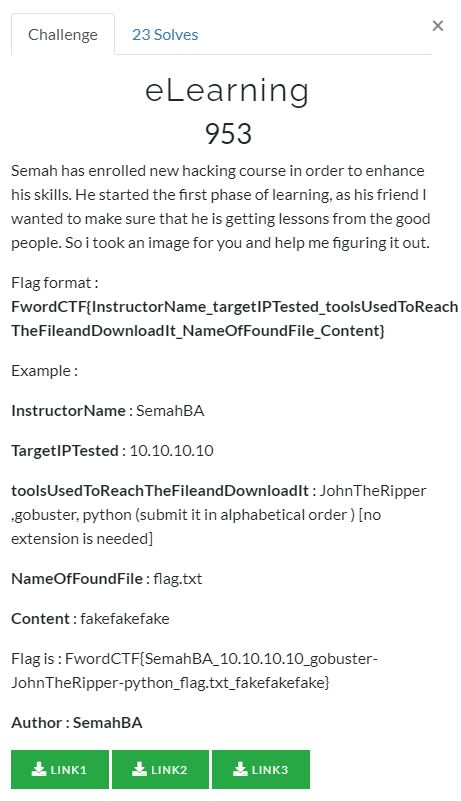 Challenge
23 Solves
×
eLearning
953
Semah has enrolled new hacking course in order to enhance
his skills. He started the first phase of learning, as his friend I
wanted to make sure that he is getting lessons from the good
people. So i took an image for you and help me figuring it out.
Flag format :
FwordCTF{InstructorName_targetIPTested_toolsUsedToReach
TheFileandDownloadIt_NameOfFoundFile_Content}
Example :
InstructorName : SemahBA
TargetIPTested : 10.10.10.10
toolsUsedToReachTheFileandDownloadIt : JohnTheRipper
,gobuster, python (submit it in alphabetical order ) [no
extension is needed]
NameOfFoundFile : flag.txt
Content : fakefakefake
Flag is : FwordCTF{SemahBA_10.10.10.10_gobuster-
JohnTheRipper-python_flag.txt_fakefakefake}
Author : SemahBA
LINK1
LINK2
LINK3